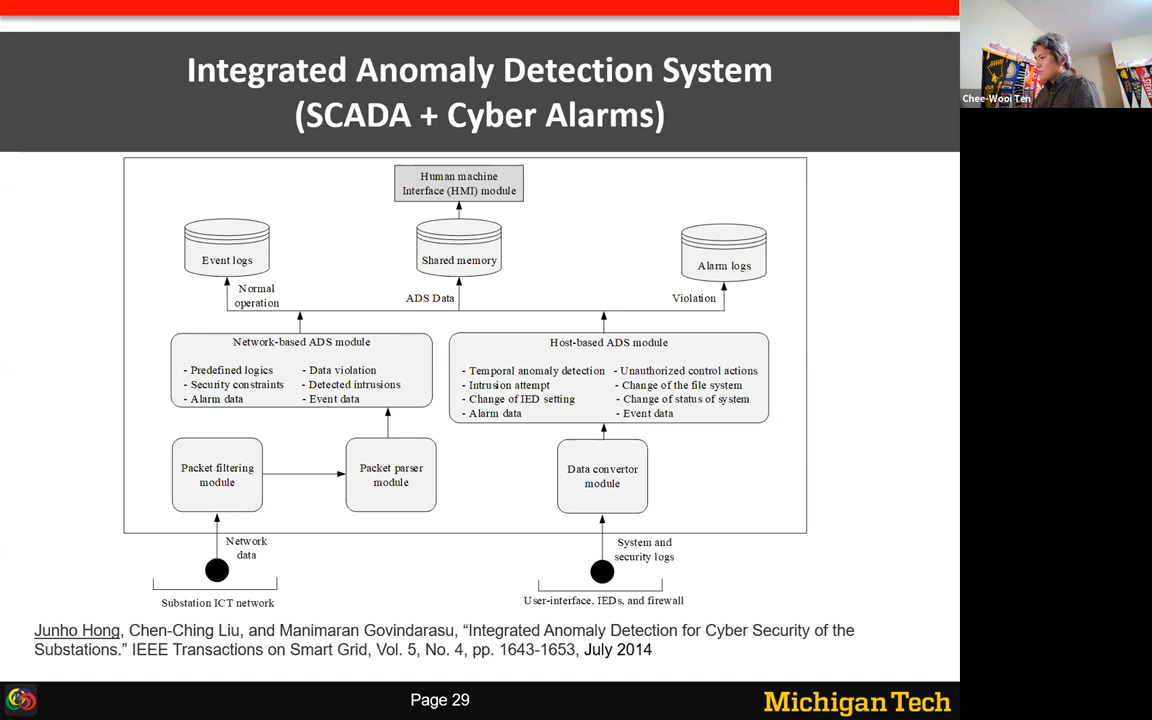 Integrated Anomaly Detection System
(SCADA + Cyber Alarms)
Chee-Wooi Ten
Human machine
Interface (HMI) module
Event logs
Shared memory
Alarm logs
Normal
operation
ADS Data
Violation
Network-based ADS module
- Predefined logics
- Data violation
- Security constraints
- Detected intrusions
- Alarm data
- Event data
Host-based ADS module
- Temporal anomaly detection
- Unauthorized control actions
- Intrusion attempt
- Change of the file system
- Change of IED setting
- Change of status of system
- Alarm data
- Event data
Packet filtering
module
Packet parser
module
Data convertor
module
Network
data
System and
security logs
Substation ICT network
User-interface, IEDs, and firewall
Junho Hong, Chen-Ching Liu, and Manimaran Govindarasu, “Integrated Anomaly Detection for Cyber Security of the
Substations.” IEEE Transactions on Smart Grid, Vol. 5, No. 4, pp. 1643-1653, July 2014
Page 29
Michigan Tech